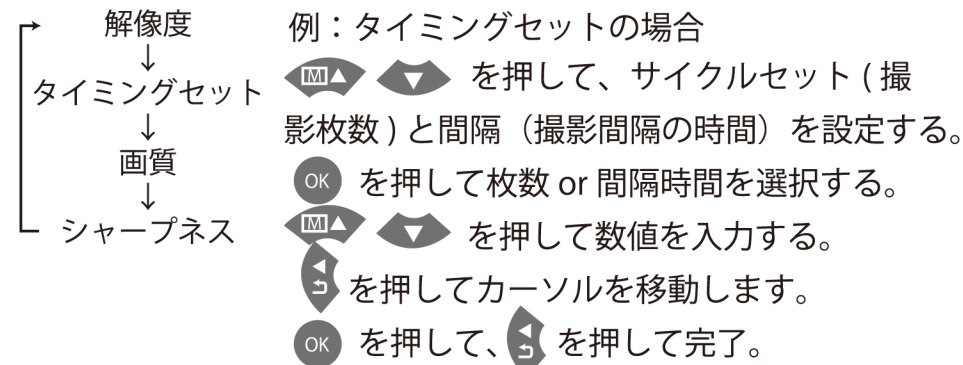 解像度
↓
タイミングセット
↓
画質
↓
シャープネス
例：タイミングセットの場合
M▲ ▼ を押して、サイクルセット ( 撮
影枚数 ) と間隔（撮影間隔の時間）を設定する。
OK を押して枚数 or 間隔時間を選択する。
M▲ ▼ を押して数値を入力する。
◀ を押してカーソルを移動します。
OK を押して、◀ を押して完了。